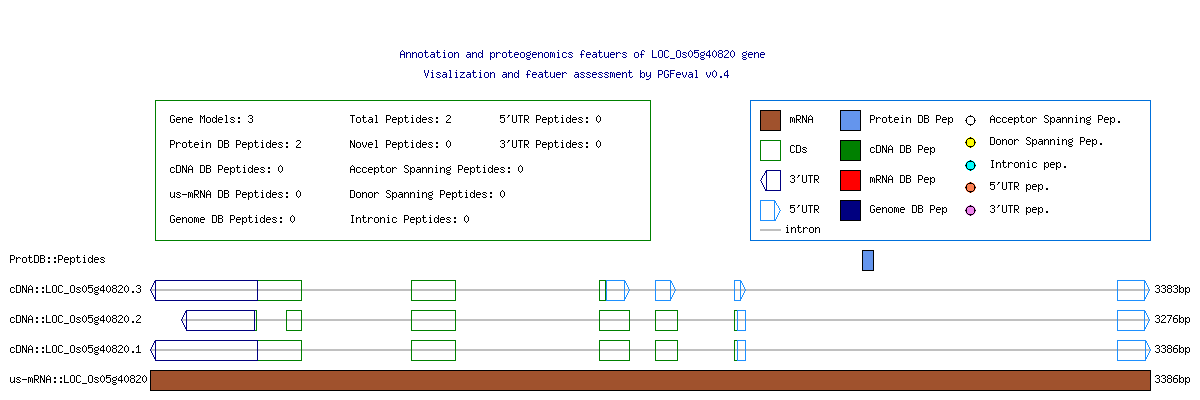 Annotation and proteogenomics featuers of LOC_Os05g40820 gene
Visalization and featuer assessment by PGFeval v0.4
Gene Models: 3 Total Peptides: 2 5'UTR Peptides: 0
Protein DB Peptides: 2 Novel Peptides: 0 3'UTR Peptides: 0
cDNA DB Peptides: 0 Acceptor Spanning Peptides: 0
us-mRNA DB Peptides: 0 Donor Spanning Peptides: 0
Genome DB Peptides: 0 Intronic Peptides: 0
mRNA Protein DB Pep Acceptor Spanning Pep.
CDs cDNA DB Pep Donor Spanning Pep.
3'UTR mRNA DB Pep Intronic pep.
5'UTR Genome DB Pep 5'UTR pep.
intron 3'UTR pep.
ProtDB::Peptides
cDNA::LOC_Os05g40820.3 3383bp
cDNA::LOC_Os05g40820.2 3276bp
cDNA::LOC_Os05g40820.1 3386bp
us-mRNA::LOC_Os05g40820 3386bp